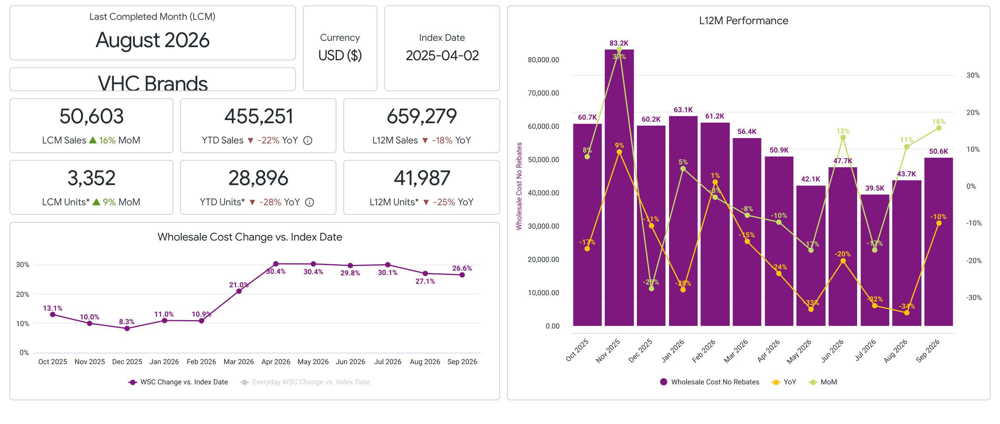 Last Completed Month (LCM)
August 2026
VHC Brands
Currency
USD ($)
Index Date
2025-04-02
50,603
LCM Sales ▲ 16% MoM
455,251
YTD Sales ▼ -22% YoY
659,279
L12M Sales ▼ -18% YoY
3,352
LCM Units* ▲ 9% MoM
28,896
YTD Units* ▼ -28% YoY
41,987
L12M Units* ▼ -25% YoY
Wholesale Cost Change vs. Index Date
30%
20%
10%
0%
13.1%
10.0%
8.3%
11.0%
10.9%
21.0%
30.4%
30.4%
29.8%
30.1%
27.1%
26.6%
Oct 2025 Nov 2025 Dec 2025 Jan 2026 Feb 2026 Mar 2026 Apr 2026 May 2026 Jun 2026 Jul 2026 Aug 2026 Sep 2026
WSC Change vs. Index Date
Everyday WSC Change vs. Index Date
L12M Performance
Wholesale Cost No Rebates
80,000.00
70,000.00
60,000.00
50,000.00
40,000.00
30,000.00
20,000.00
10,000.00
0.00
60.7K
83.2K
60.2K
63.1K
61.2K
56.4K
50.9K
42.1K
47.7K
39.5K
43.7K
50.6K
8%
37%
-28%
5%
-3%
-8%
-10%
-17%
13%
-17%
11%
16%
-17%
9%
-11%
-28%
1%
-15%
-24%
-33%
-20%
-32%
-34%
-10%
30%
20%
10%
0%
-10%
-20%
-30%
Oct 2025
Nov 2025
Dec 2025
Jan 2026
Feb 2026
Mar 2026
Apr 2026
May 2026
Jun 2026
Jul 2026
Aug 2026
Sep 2026
Wholesale Cost No Rebates
YoY
MoM